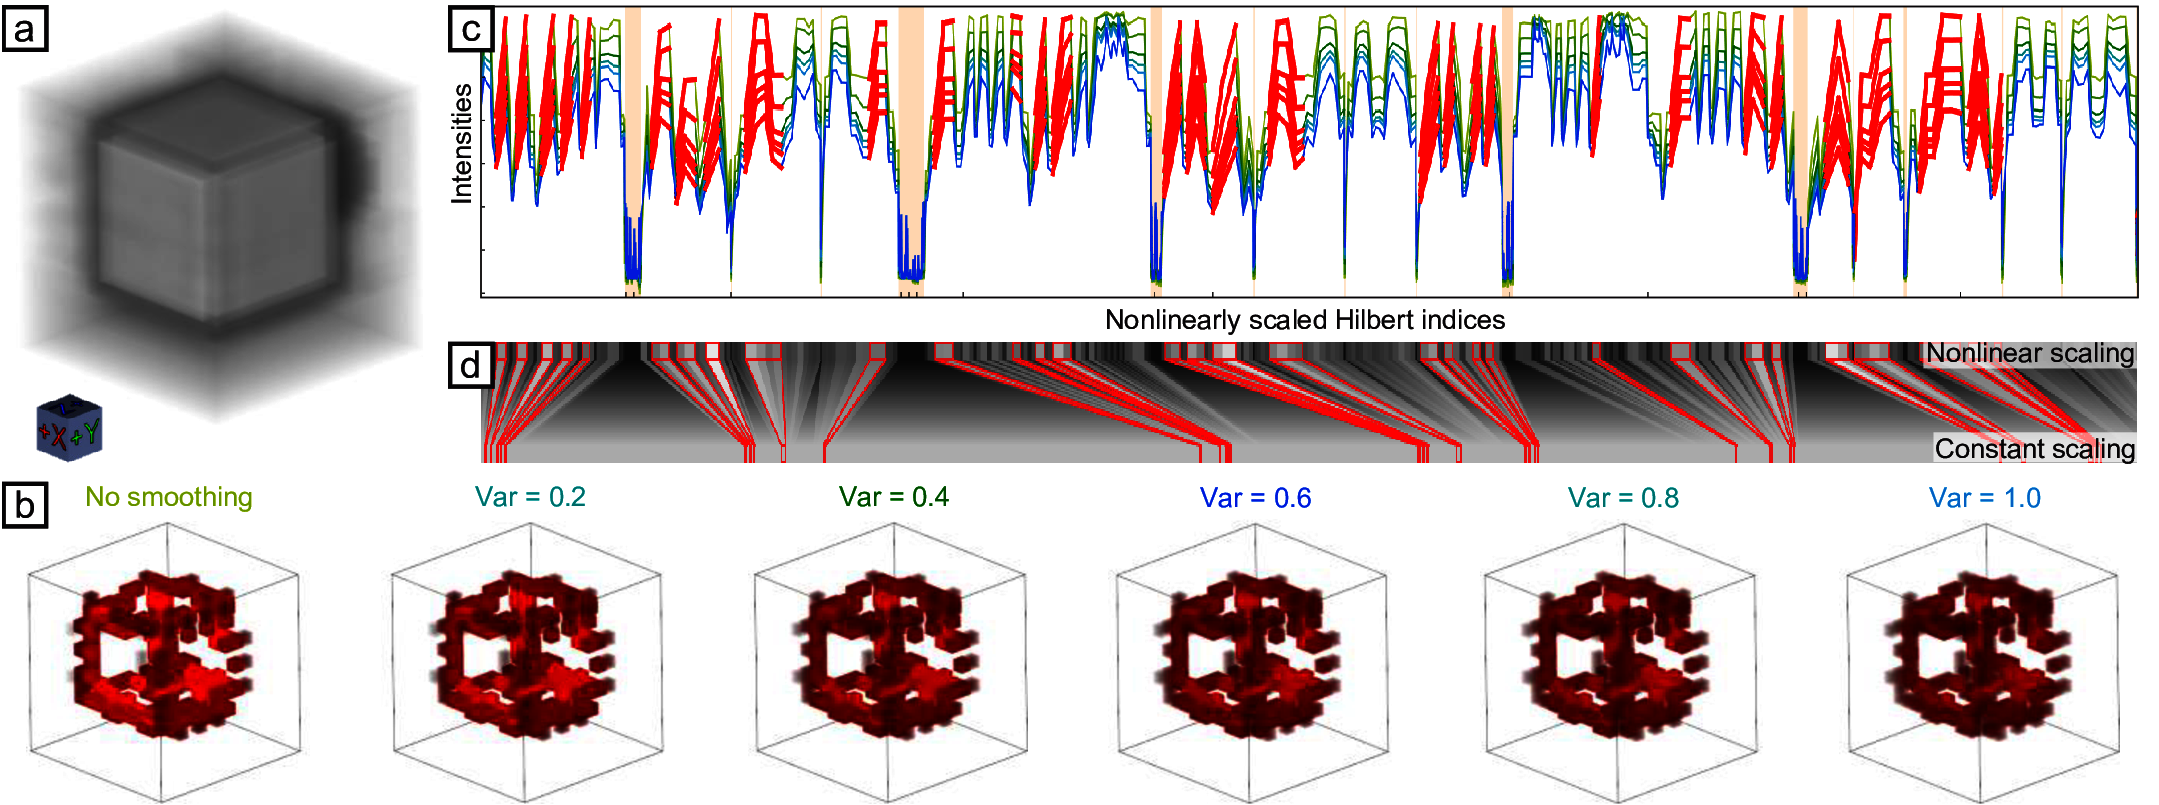 a
c
Intensities
Nonlinearly scaled Hilbert indices
d
Nonlinear scaling
Constant scaling
+X +Y
b
No smoothing
Var = 0.2
Var = 0.4
Var = 0.6
Var = 0.8
Var = 1.0